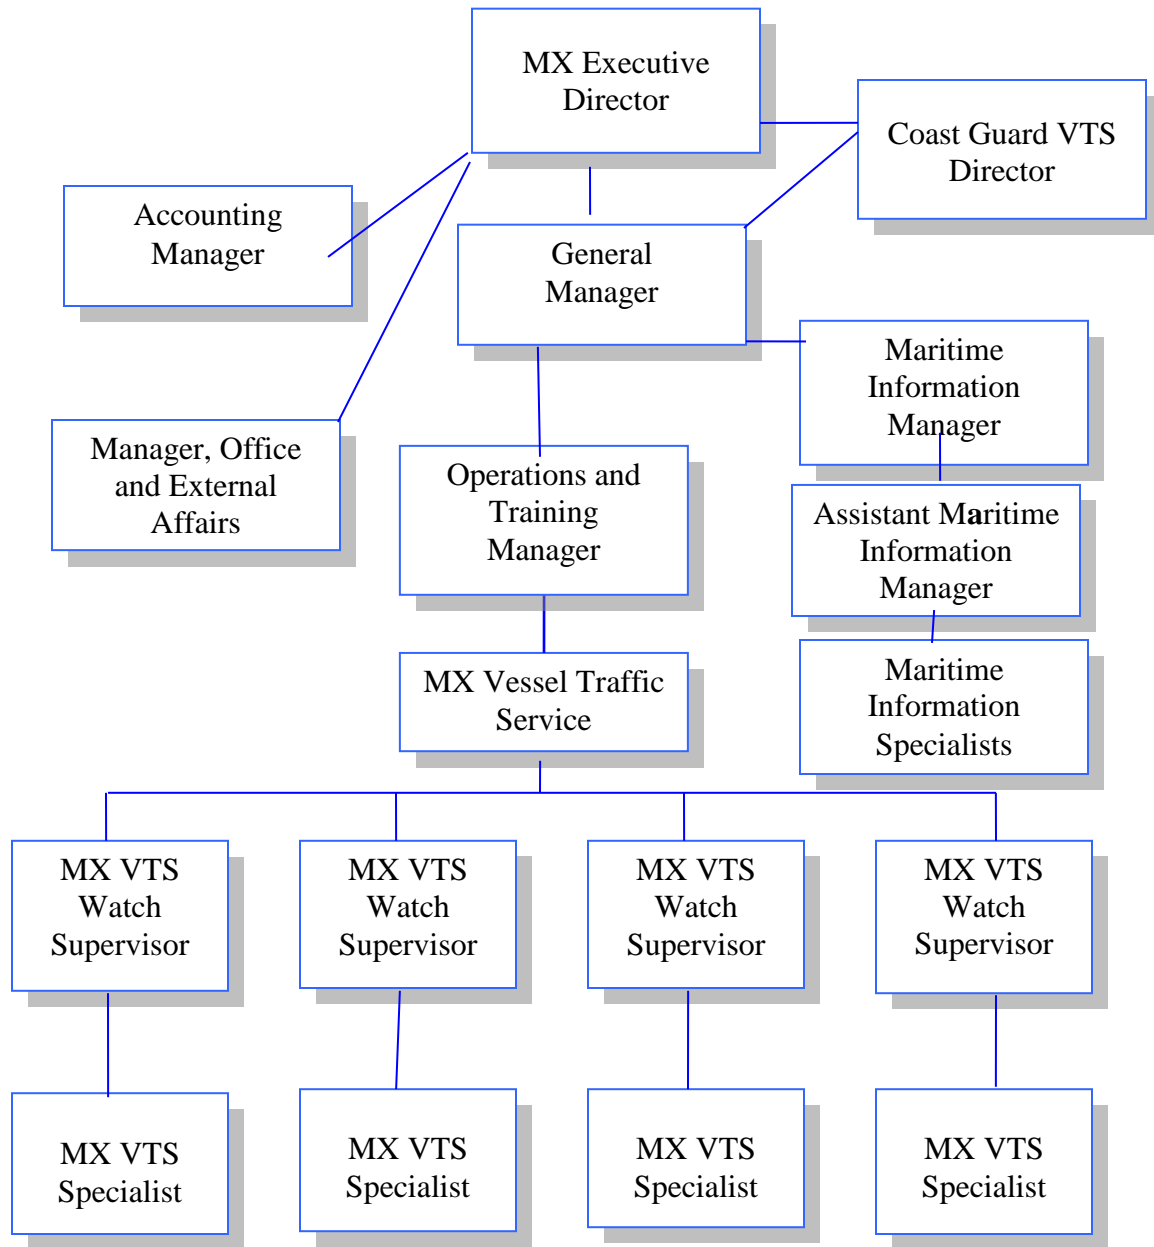 MX Executive
Director
Coast Guard VTS
Director
Accounting
Manager
General
Manager
Maritime
Information
Manager
Manager, Office
and External
Affairs
Operations and
Training
Manager
Assistant Maritime
Information
Manager
MX Vessel Traffic
Service
Maritime
Information
Specialists
MX VTS
Watch
Supervisor
MX VTS
Watch
Supervisor
MX VTS
Watch
Supervisor
MX VTS
Watch
Supervisor
MX VTS
Specialist
MX VTS
Specialist
MX VTS
Specialist
MX VTS
Specialist